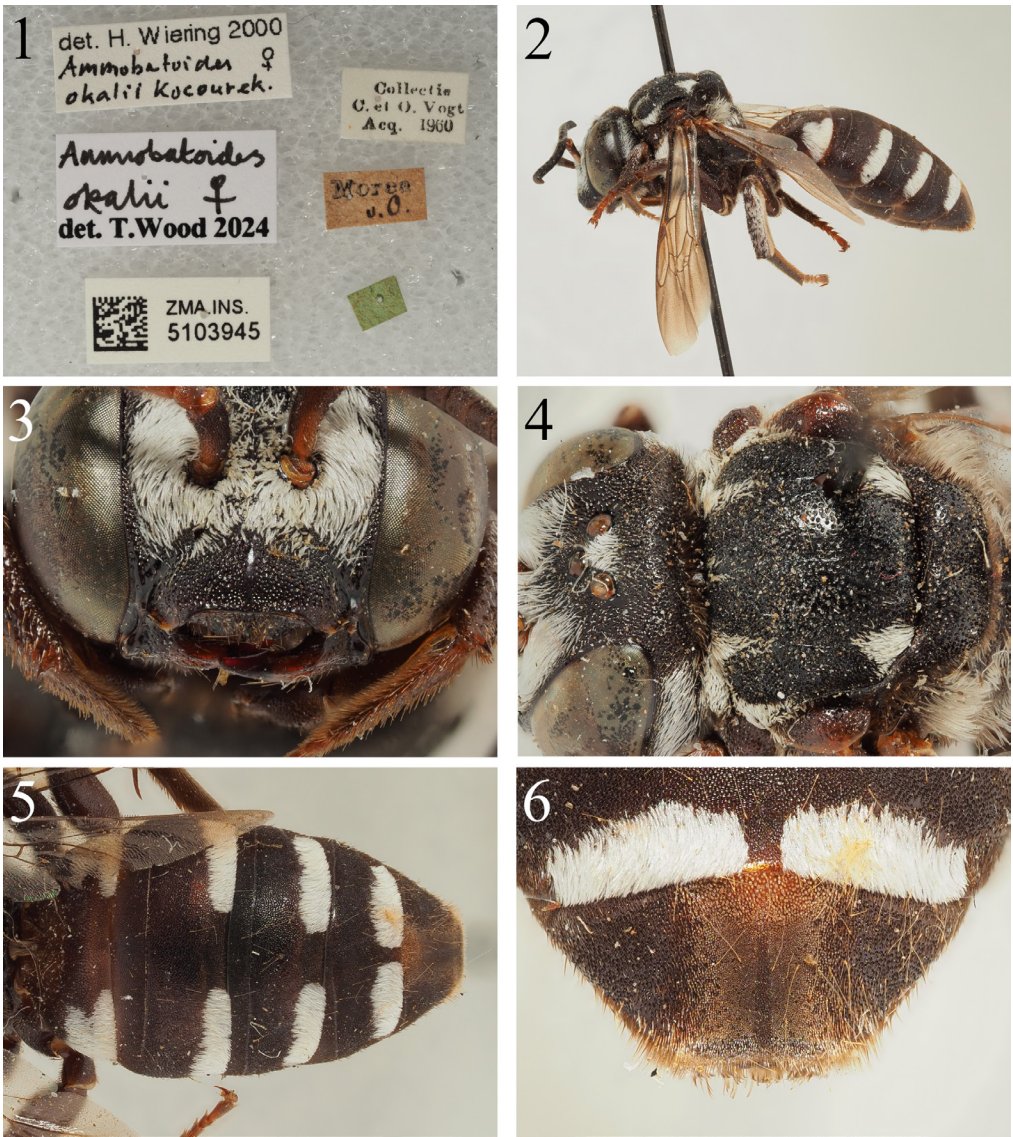 1
det. H. Wiering 2000
Ammobatoides ♀
okalii Kocourek.
Collectie
C. et O. Vogt
Acq. 1960
Ammobatoides
okalii ♀
det. T.Wood 2024
Morea
v.O.
ZMA.INS.
5103945
2
3
4
5
6